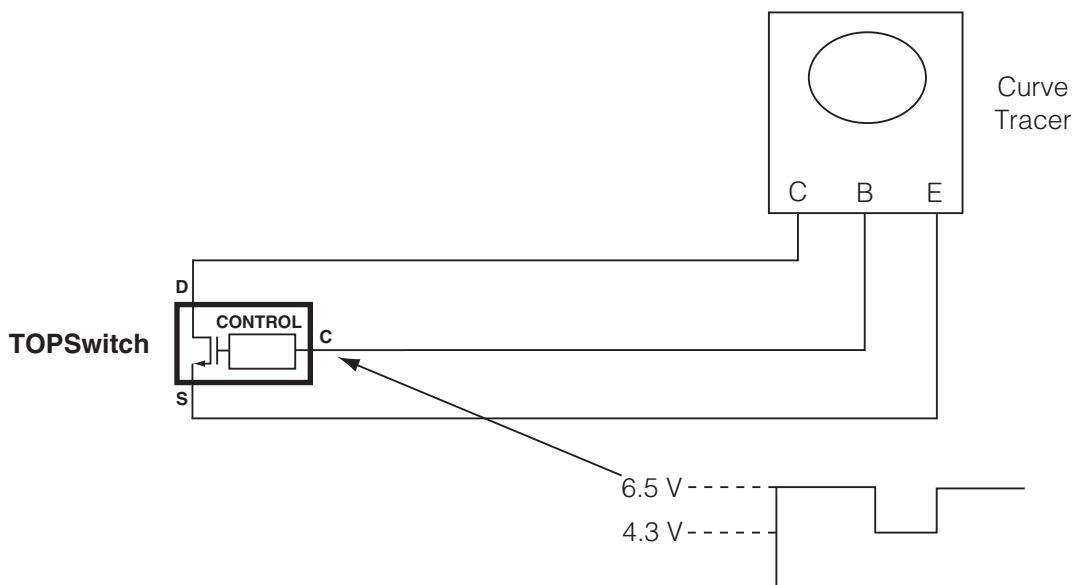 Curve
Tracer
C B E
D
CONTROL
C
TOPSwitch
S
6.5 V
4.3 V